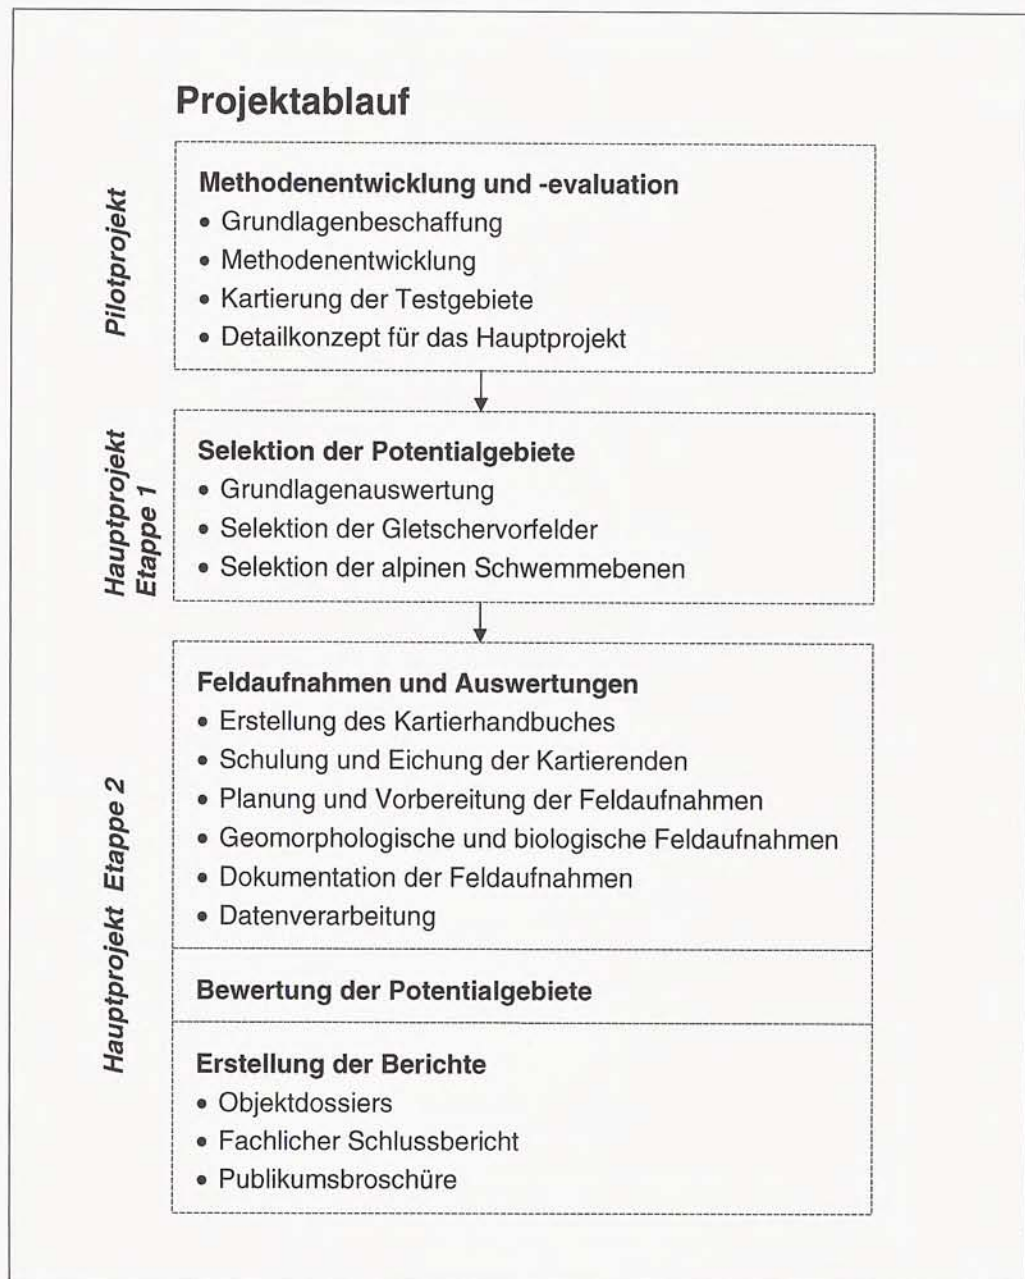 Projektablauf
Pilotprojekt
Methodenentwicklung und -evaluation
• Grundlagenbeschaffung
• Methodenentwicklung
• Kartierung der Testgebiete
• Detailkonzept für das Hauptprojekt
Hauptprojekt
Etappe 1
Selektion der Potentialgebiete
• Grundlagenauswertung
• Selektion der Gletschervorfelder
• Selektion der alpinen Schwemmebenen
Hauptprojekt Etappe 2
Feldaufnahmen und Auswertungen
• Erstellung des Kartierhandbuches
• Schulung und Eichung der Kartierenden
• Planung und Vorbereitung der Feldaufnahmen
• Geomorphologische und biologische Feldaufnahmen
• Dokumentation der Feldaufnahmen
• Datenverarbeitung
Bewertung der Potentialgebiete
Erstellung der Berichte
• Objektdossiers
• Fachlicher Schlussbericht
• Publikumsbroschüre